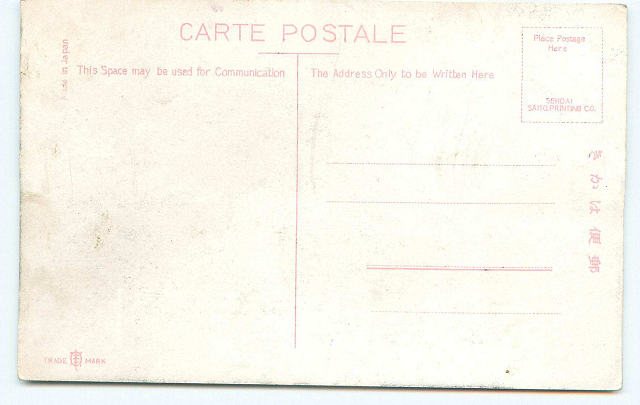 CARTE POSTALE
Made in Japan
This Space may be used for Communication
The Address Only to be Written Here
Place Postage
Here
SENDAI
SAITO PRINTING CO.
きかは便郵
TRADE MARK